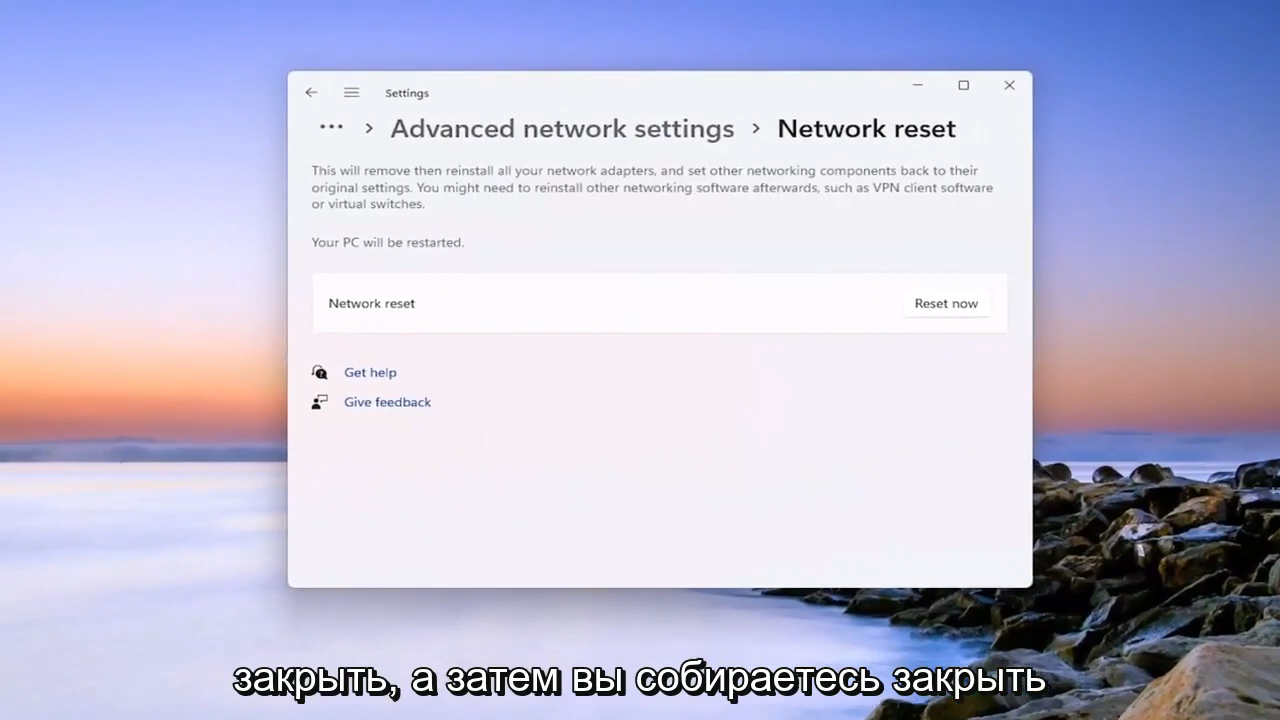 Settings
... > Advanced network settings > Network reset
This will remove then reinstall all your network adapters, and set other networking components back to their
original settings. You might need to reinstall other networking software afterwards, such as VPN client software
or virtual switches.
Your PC will be restarted.
Network reset
Reset now
Get help
Give feedback
закрыть, а затем вы собираетесь закрыть